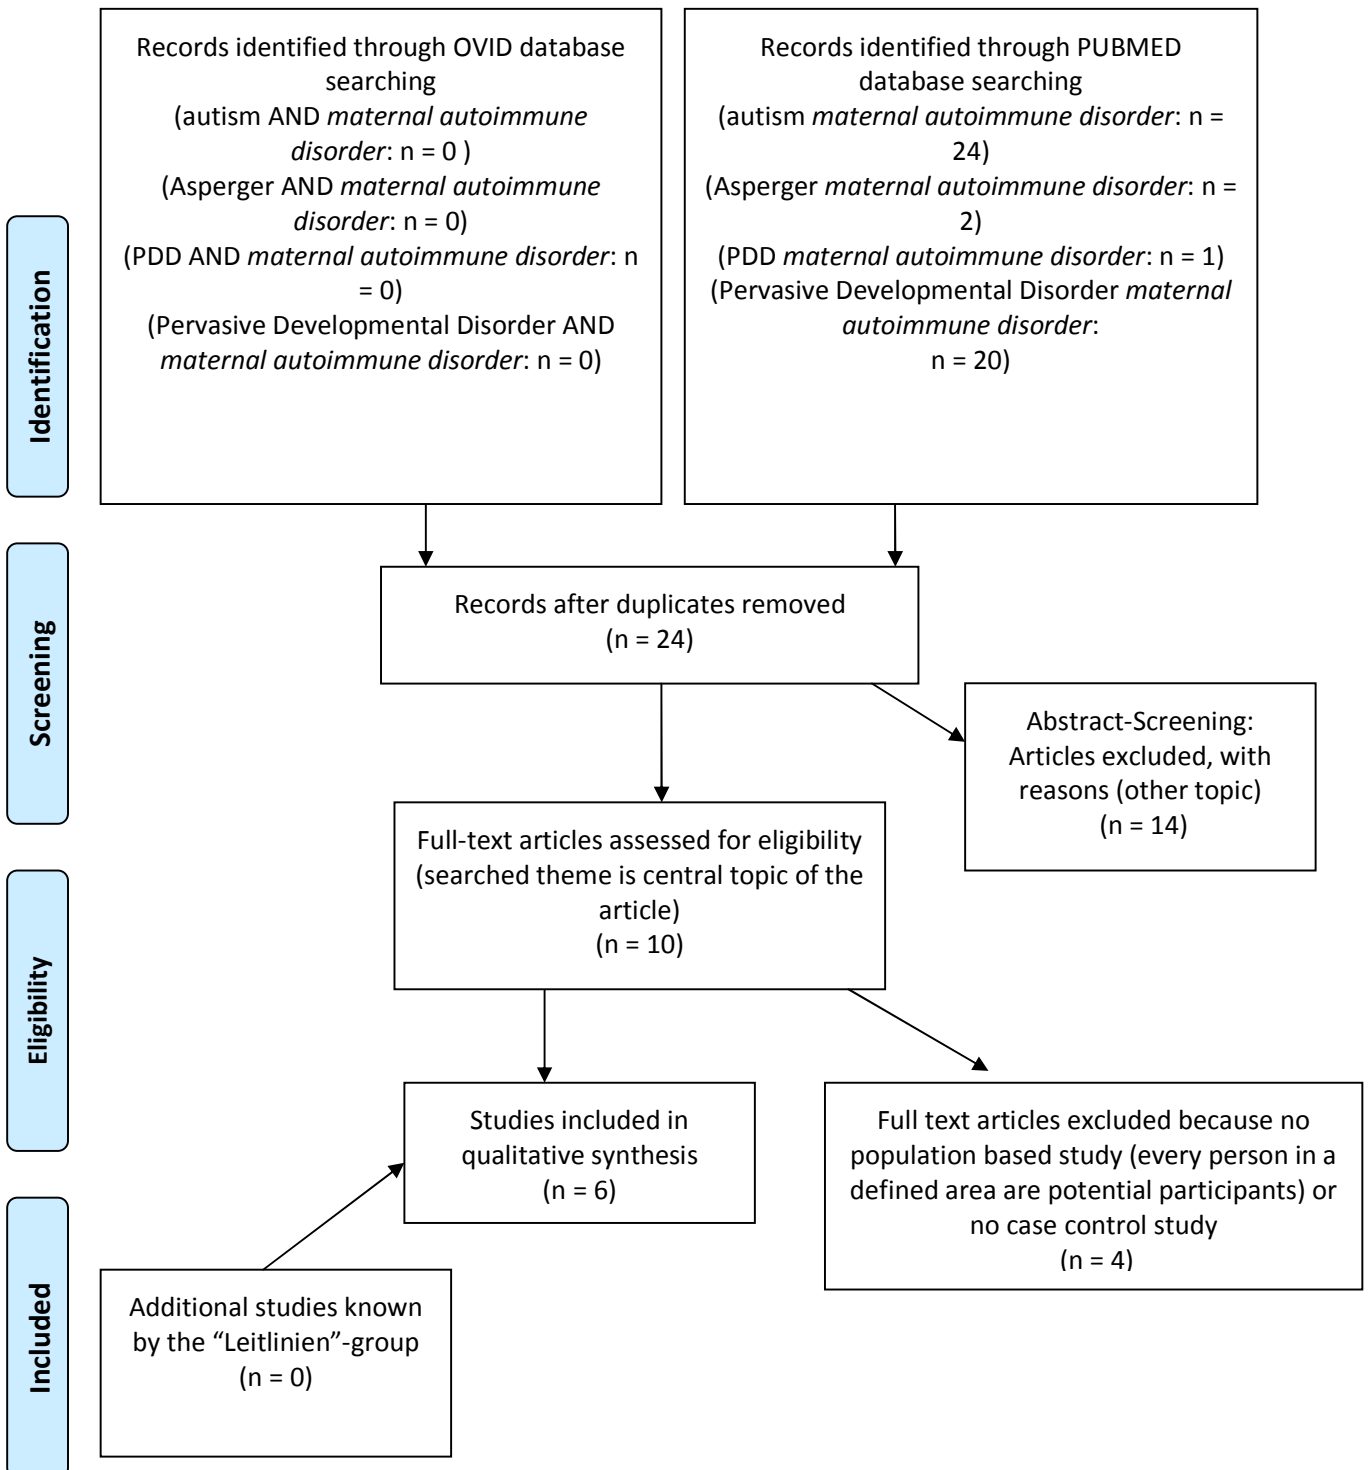 Records identified through OVID database
searching
(autism AND maternal autoimmune
disorder: n = 0 )
(Asperger AND maternal autoimmune
disorder: n = 0)
(PDD AND maternal autoimmune disorder: n
= 0)
(Pervasive Developmental Disorder AND
maternal autoimmune disorder: n = 0)
Records identified through PUBMED
database searching
(autism maternal autoimmune disorder: n =
24)
(Asperger maternal autoimmune disorder: n =
2)
(PDD maternal autoimmune disorder: n = 1)
(Pervasive Developmental Disorder maternal
autoimmune disorder:
n = 20)
Identification
Records after duplicates removed
(n = 24)
Screening
Abstract-Screening:
Articles excluded, with
reasons (other topic)
(n = 14)
Full-text articles assessed for eligibility
(searched theme is central topic of the
article)
(n = 10)
Eligibility
Studies included in
qualitative synthesis
(n = 6)
Full text articles excluded because no
population based study (every person in a
defined area are potential participants) or
no case control study
(n = 4)
Included
Additional studies known
by the “Leitlinien”-group
(n = 0)